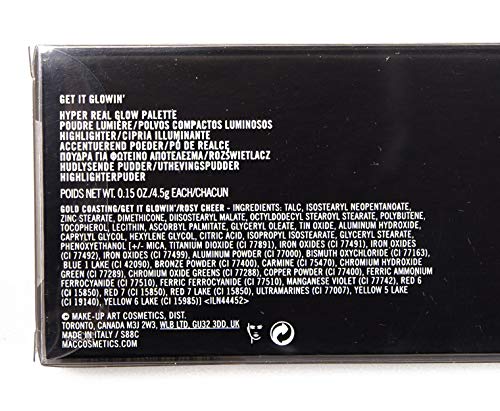 GET IT GLOWIN'
HYPER REAL GLOW PALETTE
POUDRE LUMIÈRE/POLVOS COMPACTOS LUMINOSOS
HIGHLIGHTER/CIPRIA ILLUMINANTE
ACCENTUEREND POEDER/PÓ DE REALCE
ΠΟΥΔΡΑ ΓΙΑ ΦΩΤΕΙΝΟ ΑΠΟΤΕΛΕΣΜΑ/ROZŚWIETLACZ
HUDLYSENDE PUDDER/UTHEVINGSPUDDER
HIGHLIGHTERPUDER
POIDS NET WT. 0.15 OZ./4.5g EACH/CHACUN
GOLD COASTING/GET IT GLOWIN'/ROSY CHEER - INGREDIENTS: TALC, ISOSTEARYL NEOPENTANOATE,
ZINC STEARATE, DIMETHICONE, DIISOSTEARYL MALATE, OCTYLDODECYL STEAROYL STEARATE, POLYBUTENE,
TOCOPHEROL, LECITHIN, ASCORBYL PALMITATE, GLYCERYL OLEATE, TIN OXIDE, ALUMINUM HYDROXIDE,
CAPRYLYL GLYCOL, HEXYLENE GLYCOL, CITRIC ACID, ISOPROPYL ISOSTEARATE, GLYCERYL STEARATE,
PHENOXYETHANOL [+/- MICA, TITANIUM DIOXIDE (CI 77891), IRON OXIDES (CI 77491), IRON OXIDES
(CI 77492), IRON OXIDES (CI 77499), ALUMINUM POWDER (CI 77000), BISMUTH OXYCHLORIDE (CI 77163),
BLUE 1 LAKE (CI 42090), BRONZE POWDER (CI 77400), CARMINE (CI 75470), CHROMIUM HYDROXIDE
GREEN (CI 77289), CHROMIUM OXIDE GREENS (CI 77288), COPPER POWDER (CI 77400), FERRIC AMMONIUM
FERROCYANIDE (CI 77510), FERRIC FERROCYANIDE (CI 77510), MANGANESE VIOLET (CI 77742), RED 6
(CI 15850), RED 7 (CI 15850), RED 7 LAKE (CI 15850), ULTRAMARINES (CI 77007), YELLOW 5 LAKE
(CI 19140), YELLOW 6 LAKE (CI 15985)] <ILN44452>
© MAKE-UP ART COSMETICS, DIST.
TORONTO, CANADA M3J 2W3, WLB LTD, GU32 3DD, UK
MADE IN ITALY / S88C
MACCOSMETICS.COM